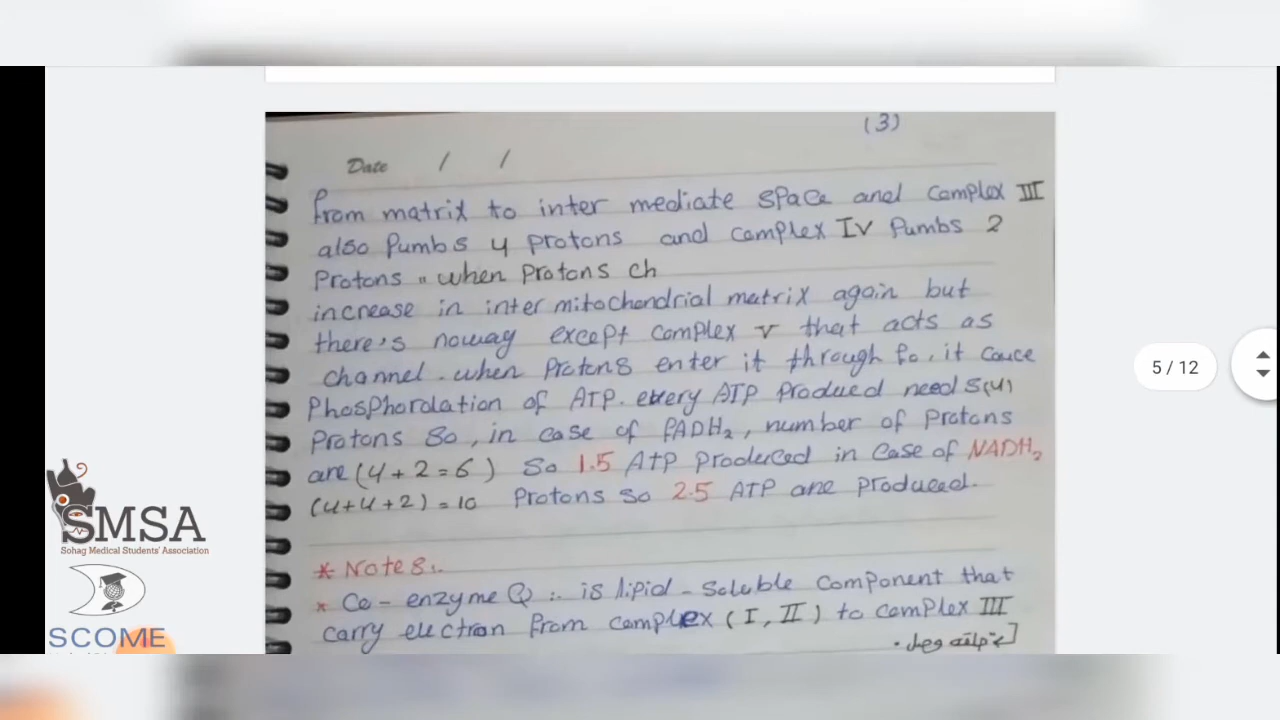 (3)
Date / /
from matrix to inter mediate space and complex III
also Pumbs 4 protons and complex IV Pumbs 2
Protons " when Protons ch
increase in inter mitochondrial matrix again but
there's noway except complex V that acts as
channel. when Protons enter it through fo, it cause
Phosphorolation of ATP. every ATP Produed needs (4)
Protons so, in case of fADH2, number of Protons
are (4+2=6) So 1.5 Atp produced in case of NADH2
(4+4+2) = 10 Protons so 2.5 ATP are produced.
* Notes:.
* Co-enzyme Q :. is lipid-soluble component that
carry electron from complex (I, II) to complex III
5 / 12
SMSA
Sohag Medical Students' Association
SCOME